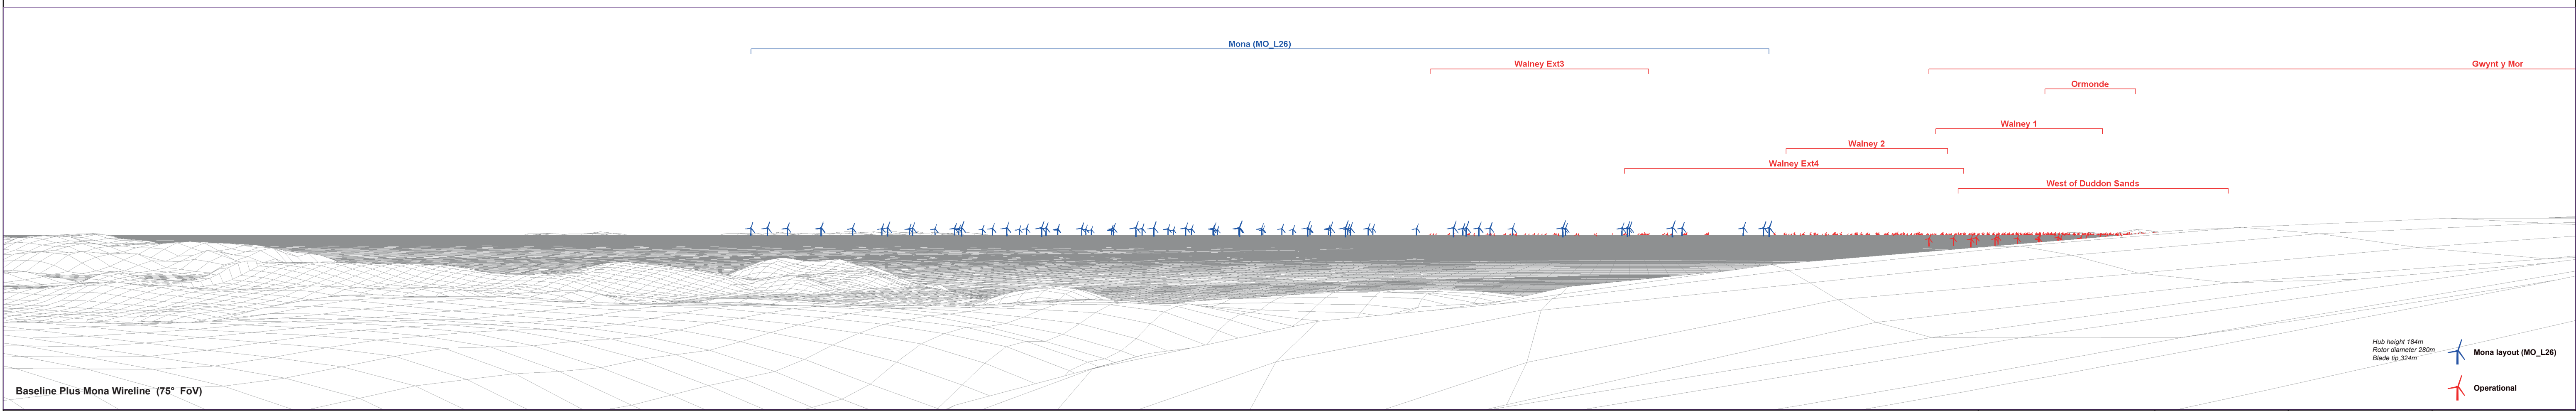 Mona (MO_L26)
Walney Ext3
Gwynt y Mor
Ormonde
Walney 1
Walney 2
Walney Ext4
West of Duddon Sands
Hub height 184m
Rotor diameter 280m
Blade tip 324m
Mona layout (MO_L26)
Operational
Baseline Plus Mona Wireline (75° FoV)